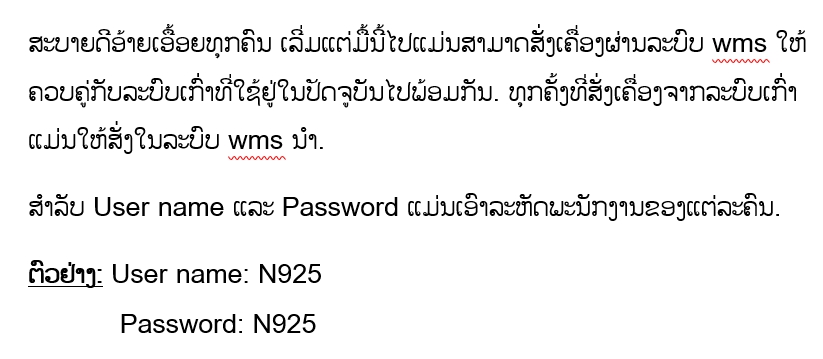 ສະບາຍດີອ້າຍເອື້ອຍທຸກຄົນ ເລີ່ມແຕ່ມື້ນີ້ໄປແມ່ນສາມາດສັ່ງເຄື່ອງຜ່ານລະບົບ wms ໃຫ້
ຄວບຄູ່ກັບລະບົບເກົ່າທີ່ໃຊ້ຢູ່ໃນປັດຈູບັນໄປພ້ອມກັນ. ທຸກຄັ້ງທີ່ສັ່ງເຄື່ອງຈາກລະບົບເກົ່າ
ແມ່ນໃຫ້ສັ່ງໃນລະບົບ wms ນຳ.
ສຳລັບ User name ແລະ Password ແມ່ນເອົາລະຫັດພະນັກງານຂອງແຕ່ລະຄົນ.
ຕົວຢ່າງ: User name: N925
Password: N925